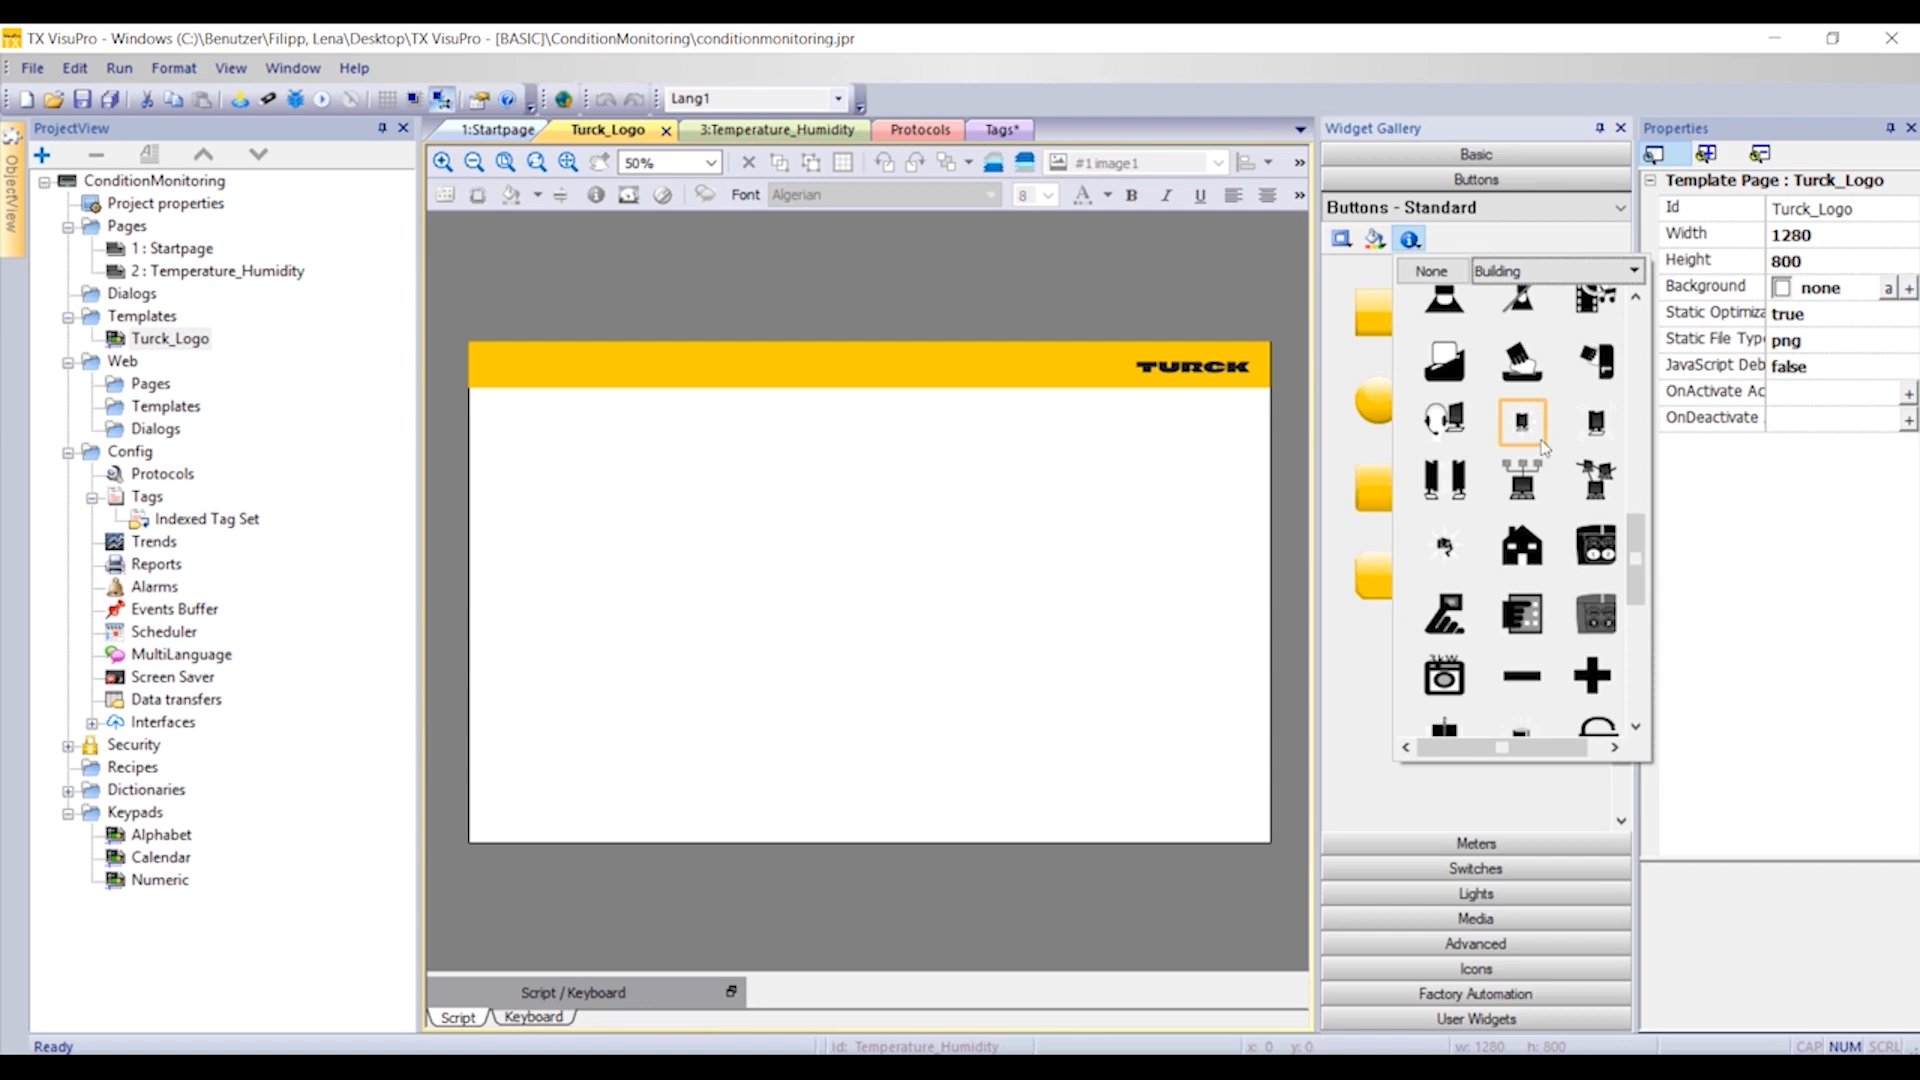 TX VisuPro - Windows (C:)\Benutzer\Filipp, Lena\Desktop\TX VisuPro - [BASIC]\ConditionMonitoring\conditionmonitoring.jpr
File Edit Run Format View Window Help
Lang1
ProjectView
1:Startpage Turck_Logo 3:Temperature_Humidity Protocols Tags*
Widget Gallery
Properties
50%
#1 image1
Font Algerian 8 A B I U
ObjectView
ConditionMonitoring
Project properties
Pages
1 : Startpage
2 : Temperature_Humidity
Dialogs
Templates
Turck_Logo
Web
Pages
Templates
Dialogs
Config
Protocols
Tags
Indexed Tag Set
Trends
Reports
Alarms
Events Buffer
Scheduler
MultiLanguage
Screen Saver
Data transfers
Interfaces
Security
Recipes
Dictionaries
Keypads
Alphabet
Calendar
Numeric
TURCK
Script / Keyboard
Script Keyboard
Basic
Buttons
Buttons - Standard
None Building
Meters
Switches
Lights
Media
Advanced
Icons
Factory Automation
User Widgets
Template Page : Turck_Logo
Id Turck_Logo
Width 1280
Height 800
Background none a +
Static Optimiza true
Static File Typ png
JavaScript Deb false
OnActivate Ac +
OnDeactivate +
Ready
id: Temperature_Humidity
x: 0 y: 0
w: 1280 h: 800
CAP NUM SCRL